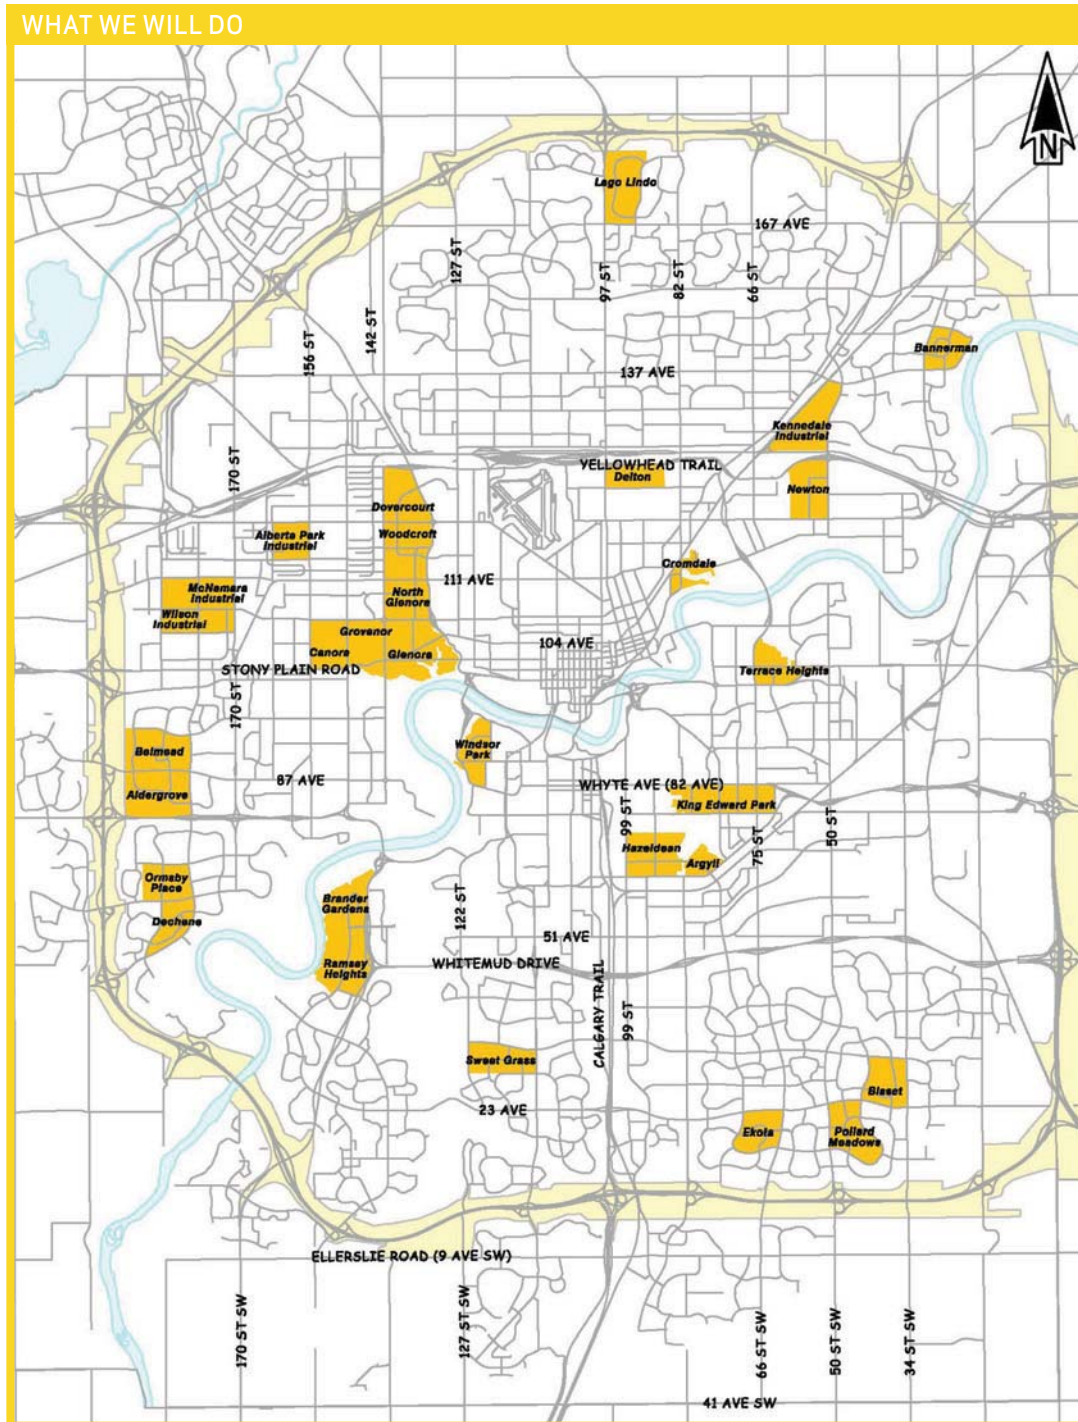 WHAT WE WILL DO
N
Lago Lindo
167 AVE
127 ST
97 ST
82 ST
66 ST
142 ST
156 ST
Bannerman
137 AVE
Kennedale
Industrial
170 ST
YELLOWHEAD TRAIL
Delton
Newton
Dovercourt
Woodcroft
Alberta Park
Industrial
Cromdale
111 AVE
McNamara
Industrial
North
Glenora
Wilson
Industrial
Grovenor
104 AVE
Canora
Glenora
STONY PLAIN ROAD
Terrace Heights
170 ST
Windsor
Park
Belmead
87 AVE
WHYTE AVE (82 AVE)
Aldergrove
King Edward Park
99 ST
50 ST
75 ST
Hazeldean
Argyll
Ormsby
Place
Brander
Gardens
Dechene
122 ST
51 AVE
WHITEMUD DRIVE
Ramsay
Heights
CALGARY TRAIL
99 ST
Sweet Grass
Bisset
23 AVE
Ekota
Pollard
Meadows
ELLERSLIE ROAD (9 AVE SW)
170 ST SW
127 ST SW
66 ST SW
50 ST SW
34 ST SW
41 AVE SW